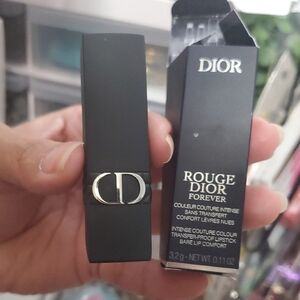 CD
DIOR
ROUGE
DIOR
FOREVER
COULEUR COUTURE INTENSE
SANS TRANSFERT
CONFORT LÈVRES NUES
INTENSE COUTURE COLOUR
TRANSFER-PROOF LIPSTICK
BARE LIP COMFORT
3,2 g - NET WT. 0.11 OZ